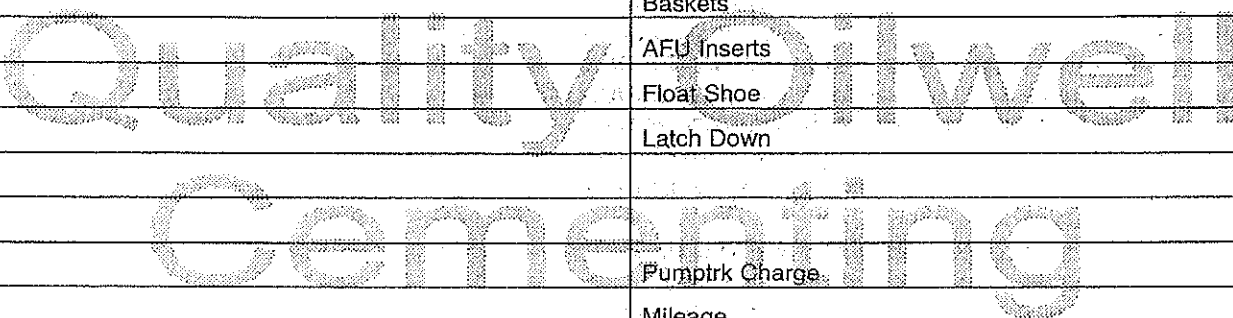 Baskets
Quality Oilwell
AFU Inserts
Float Shoe
Latch Down
Cementing
Pumptrk Charge
Mileage